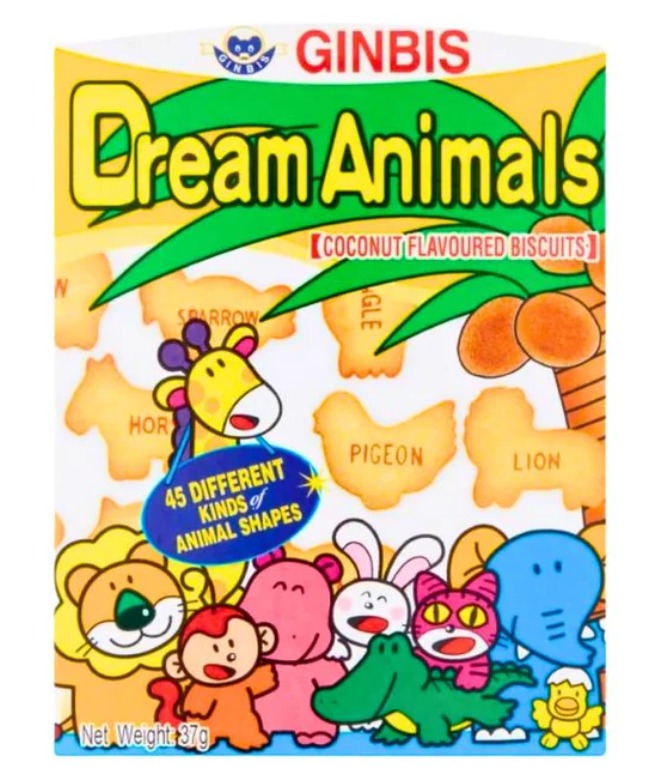 GINBIS
GINBIS
Dream Animals
【COCONUT FLAVOURED BISCUITS】
SPARROW
HOR
PIGEON
LION
45 DIFFERENT
KINDS of
ANIMAL SHAPES
Net Weight: 37g